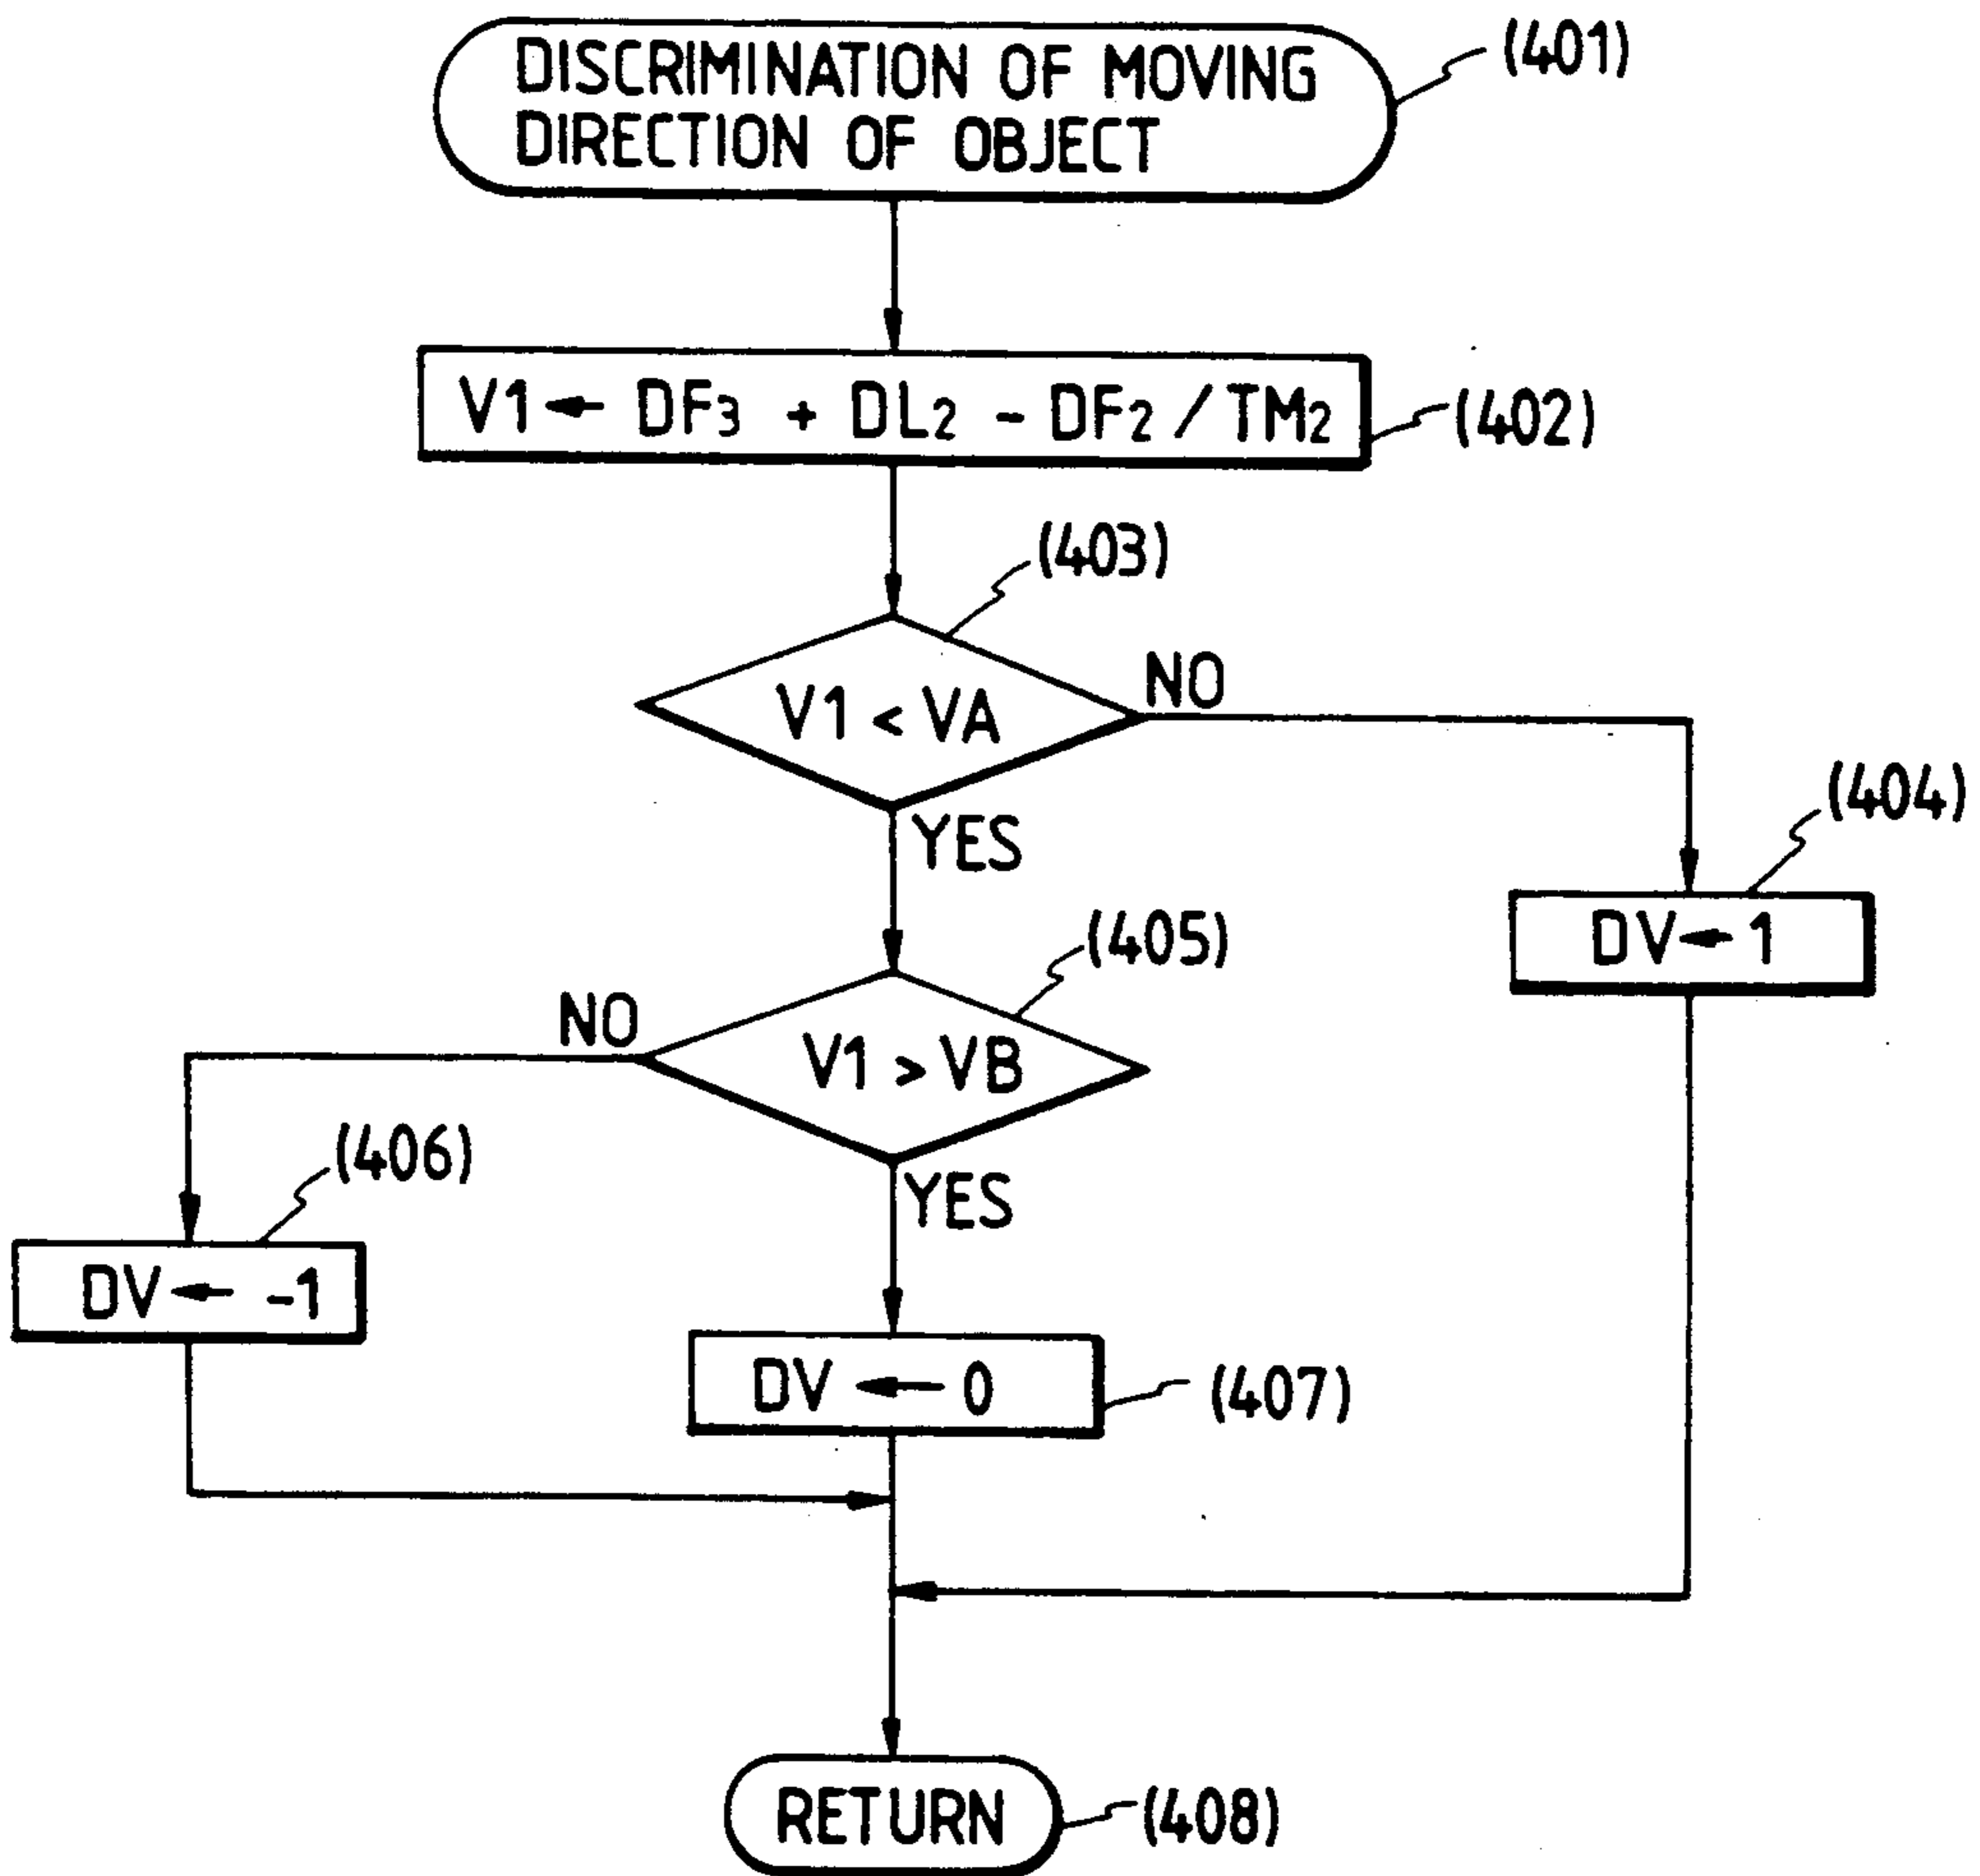 DISCRIMINATION OF MOVING
DIRECTION OF OBJECT
(401)
V1 ← DF₃ + DL₂ - DF₂ / TM₂
(402)
(403)
V1 < VA
NO
YES
(404)
DV ← 1
(405)
V1 > VB
NO
YES
(406)
DV ← -1
DV ← 0
(407)
RETURN
(408)